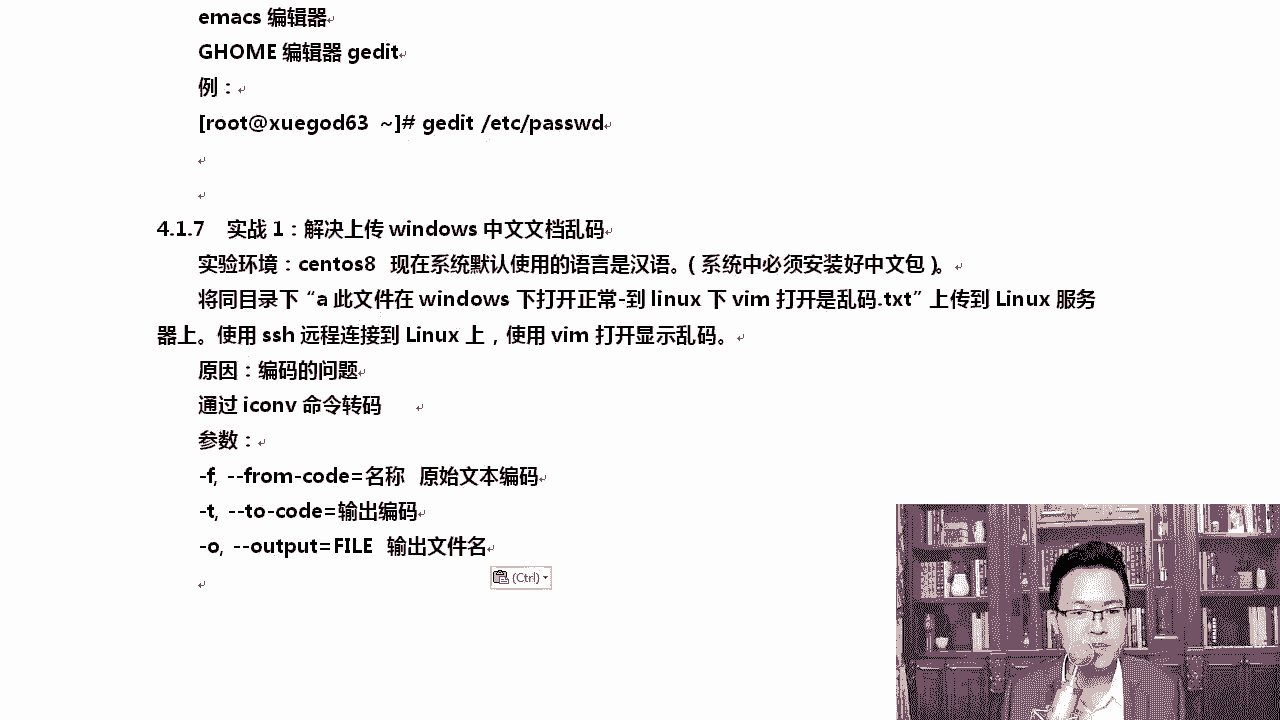 emacs 编辑器
GHOME 编辑器 gedit
例：
[root@xuegod63 ~]# gedit /etc/passwd
4.1.7 实战 1：解决上传 windows 中文文档乱码
实验环境：centos8 现在系统默认使用的语言是汉语。( 系统中必须安装好中文包 )。
将同目录下 “a 此文件在 windows 下打开正常-到 linux 下 vim 打开是乱码.txt” 上传到 Linux 服务
器上。使用 ssh 远程连接到 Linux 上，使用 vim 打开显示乱码。
原因：编码的问题
通过 iconv 命令转码
参数：
-f, --from-code=名称 原始文本编码
-t, --to-code=输出编码
-o, --output=FILE 输出文件名
(Ctrl)